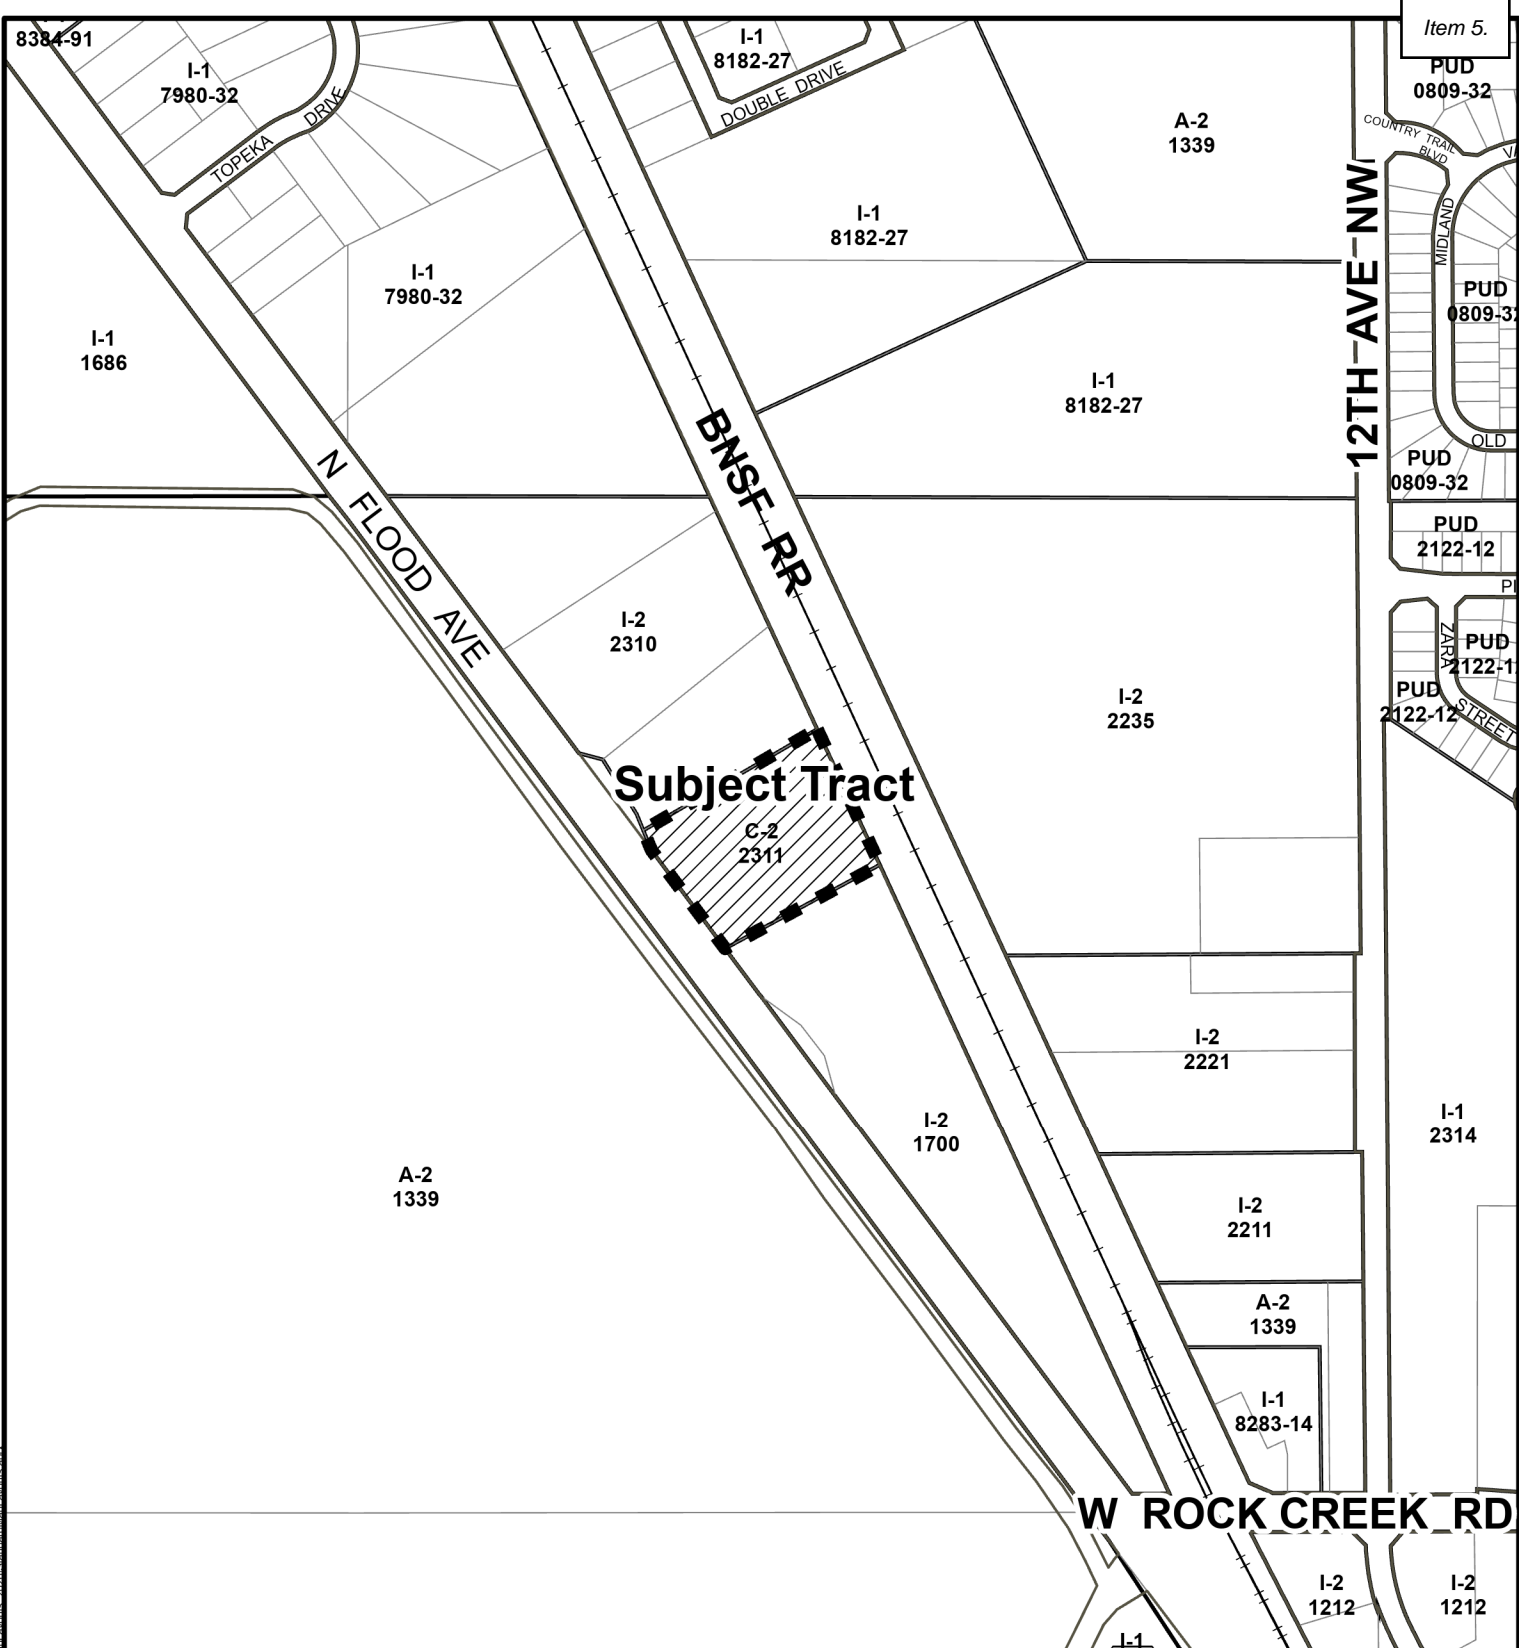 Item 5.
8384-91
I-1
7980-32
I-1
8182-27
DOUBLE DRIVE
TOPEKA DRIVE
A-2
1339
PUD
0809-32
COUNTRY TRAIL
BLVD
MIDLAND
12TH AVE NW
I-1
8182-27
I-1
7980-32
I-1
1686
PUD
0809-32
I-1
8182-27
OLD
PUD
0809-32
BNSF RR
N FLOOD AVE
PUD
2122-12
I-2
2310
ZARA
STREET
PUD
2122-12
PUD
2122-12
I-2
2235
Subject Tract
C-2
2311
I-2
2221
I-2
1700
I-1
2314
A-2
1339
I-2
2211
A-2
1339
I-1
8283-14
W ROCK CREEK RD
I-2
1212
I-2
1212
I-1